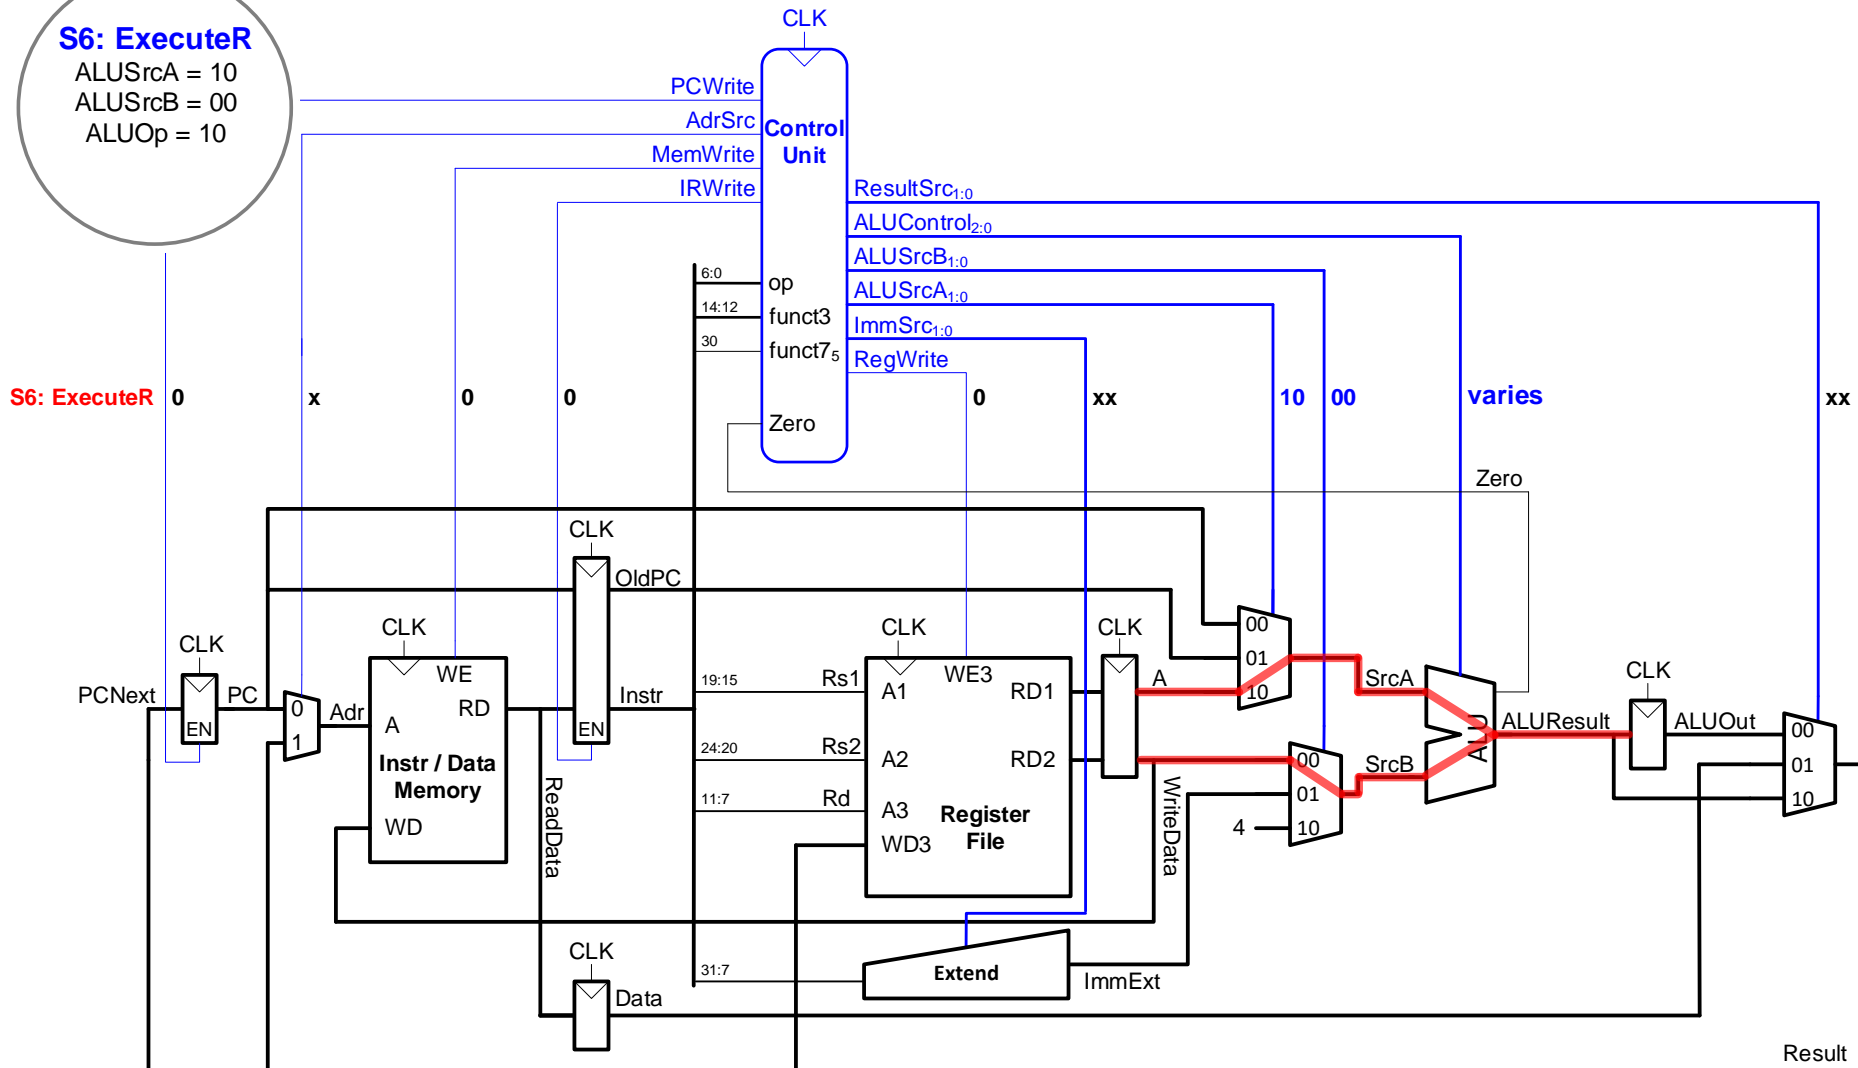 S6: ExecuteR
ALUSrcA = 10
ALUSrcB = 00
ALUOp = 10
CLK
PCWrite
AdrSrc
MemWrite
IRWrite
Control
Unit
ResultSrc1:0
ALUControl2:0
ALUSrcB1:0
ALUSrcA1:0
ImmSrc1:0
RegWrite
6:0
op
14:12
funct3
30
funct75
Zero
S6: ExecuteR
0
x
0
0
0
xx
10
00
varies
xx
Zero
CLK
OldPC
CLK
CLK
CLK
CLK
CLK
PCNext
EN
PC
0
1
Adr
WE
A
RD
Instr / Data
Memory
WD
EN
Instr
ReadData
19:15
Rs1
A1
WE3
RD1
24:20
Rs2
A2
RD2
11:7
Rd
A3
WD3
Register
File
A
WriteData
00
01
10
SrcA
00
01
10
4
SrcB
ALU
ALUResult
ALUOut
00
01
10
CLK
Data
31:7
Extend
ImmExt
Result